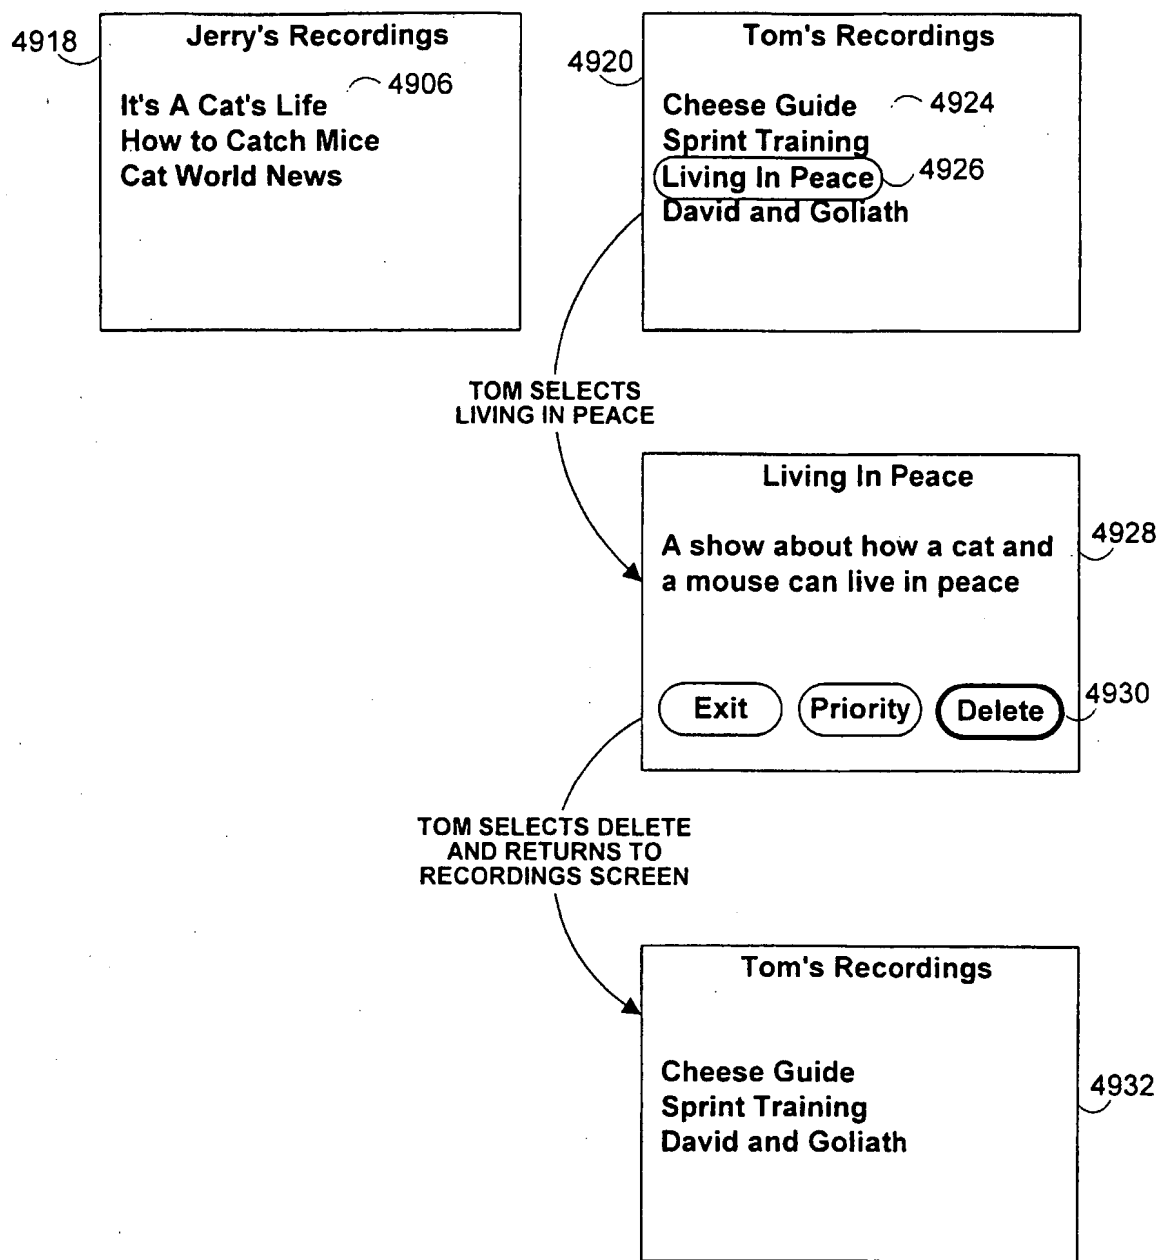 4918
Jerry's Recordings
4906
It's A Cat's Life
How to Catch Mice
Cat World News
4920
Tom's Recordings
Cheese Guide
4924
Sprint Training
Living In Peace
4926
David and Goliath
TOM SELECTS
LIVING IN PEACE
Living In Peace
4928
A show about how a cat and
a mouse can live in peace
Exit
Priority
Delete
4930
TOM SELECTS DELETE
AND RETURNS TO
RECORDINGS SCREEN
Tom's Recordings
Cheese Guide
4932
Sprint Training
David and Goliath